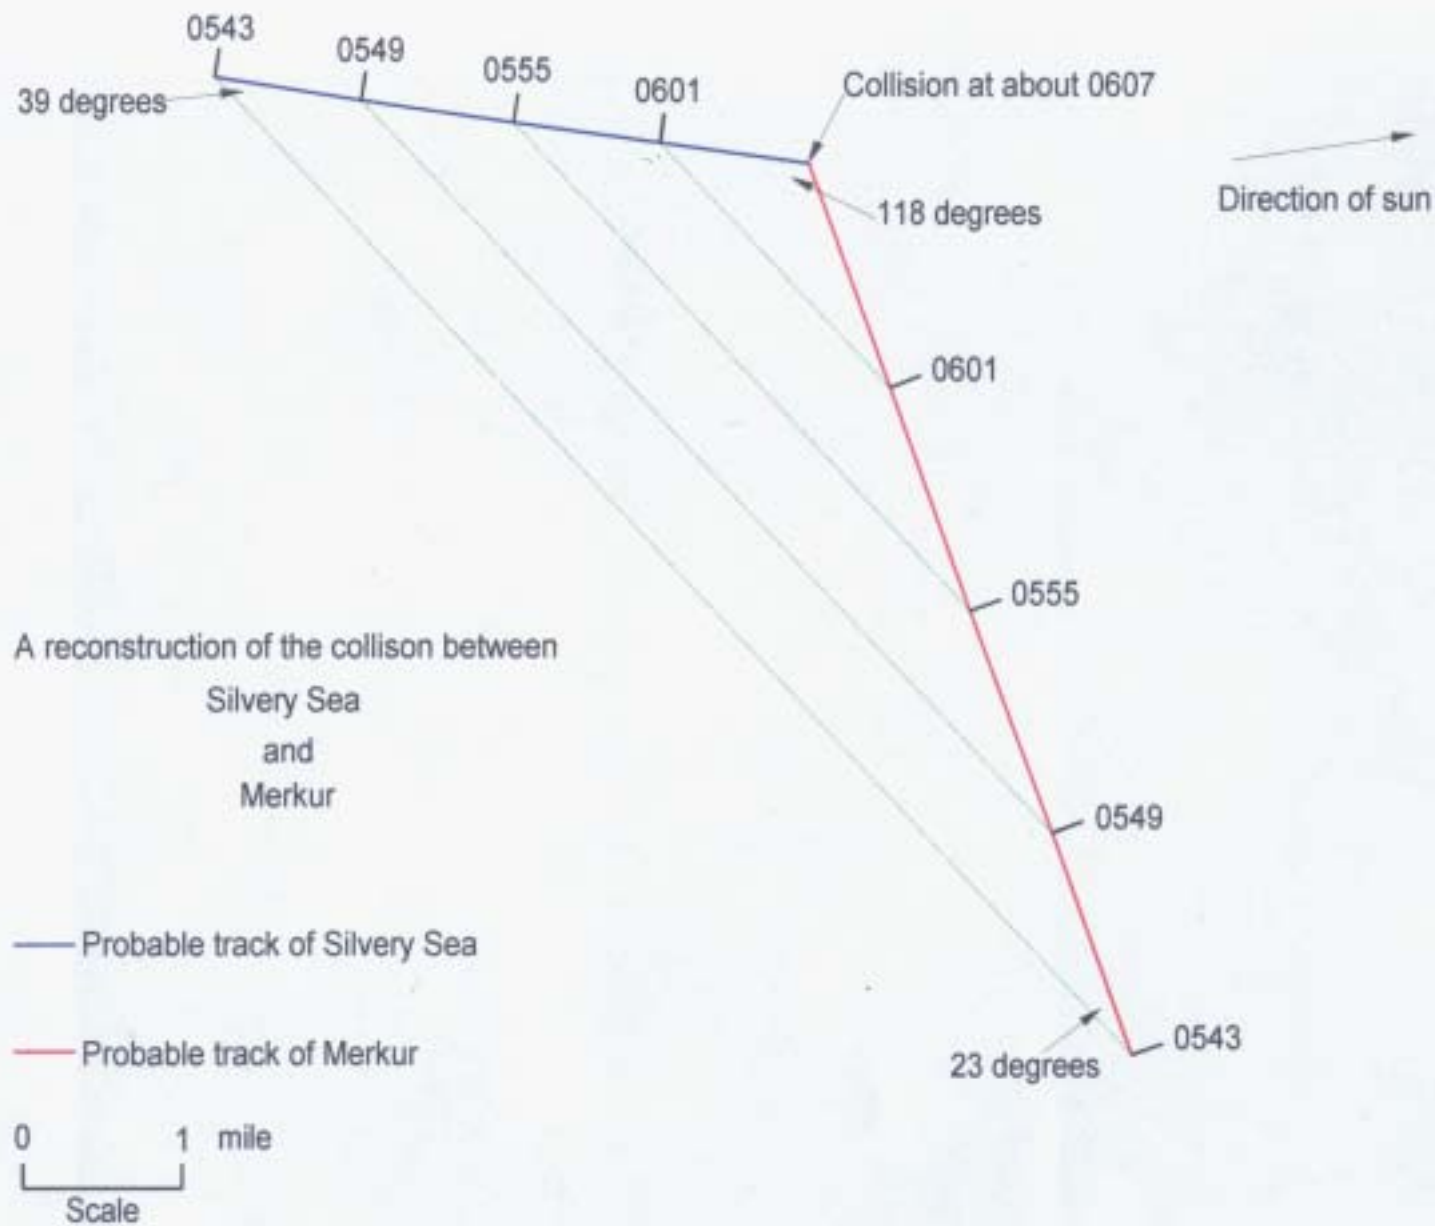 0543
0549
0555
0601
Collision at about 0607
39 degrees
118 degrees
Direction of sun
0601
0555
A reconstruction of the collison between
Silvery Sea
and
Merkur
0549
Probable track of Silvery Sea
0543
23 degrees
Probable track of Merkur
0 1 mile
Scale